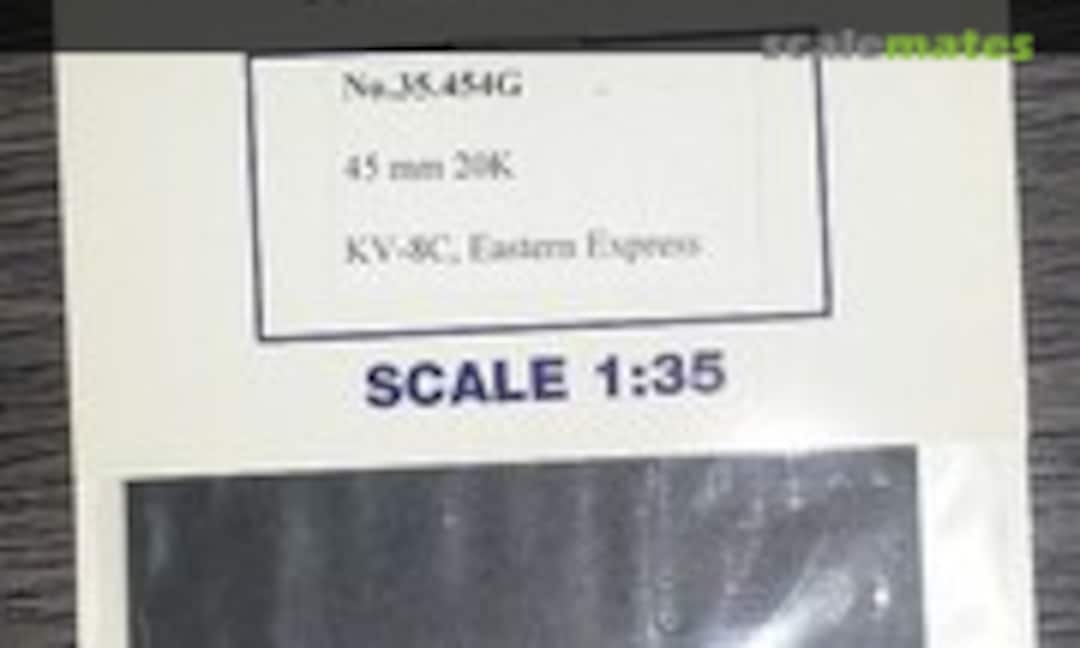 scalemates
No.35.454G
45 mm 20K
KV-8C, Eastern Express
SCALE 1:35